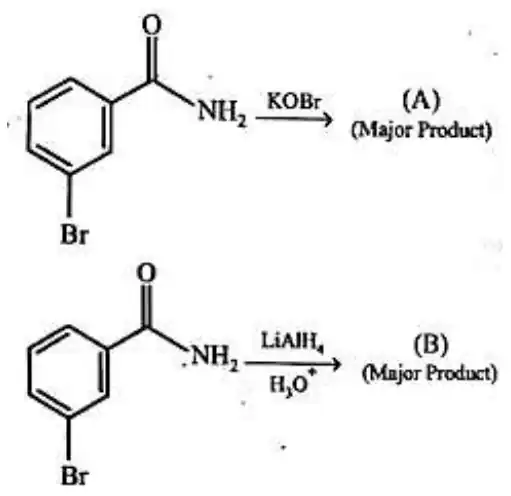 O
NH2
KOBr
(A)
(Major Product)
Br
O
NH2
LiAlH4
H3O+
(B)
(Major Product)
Br